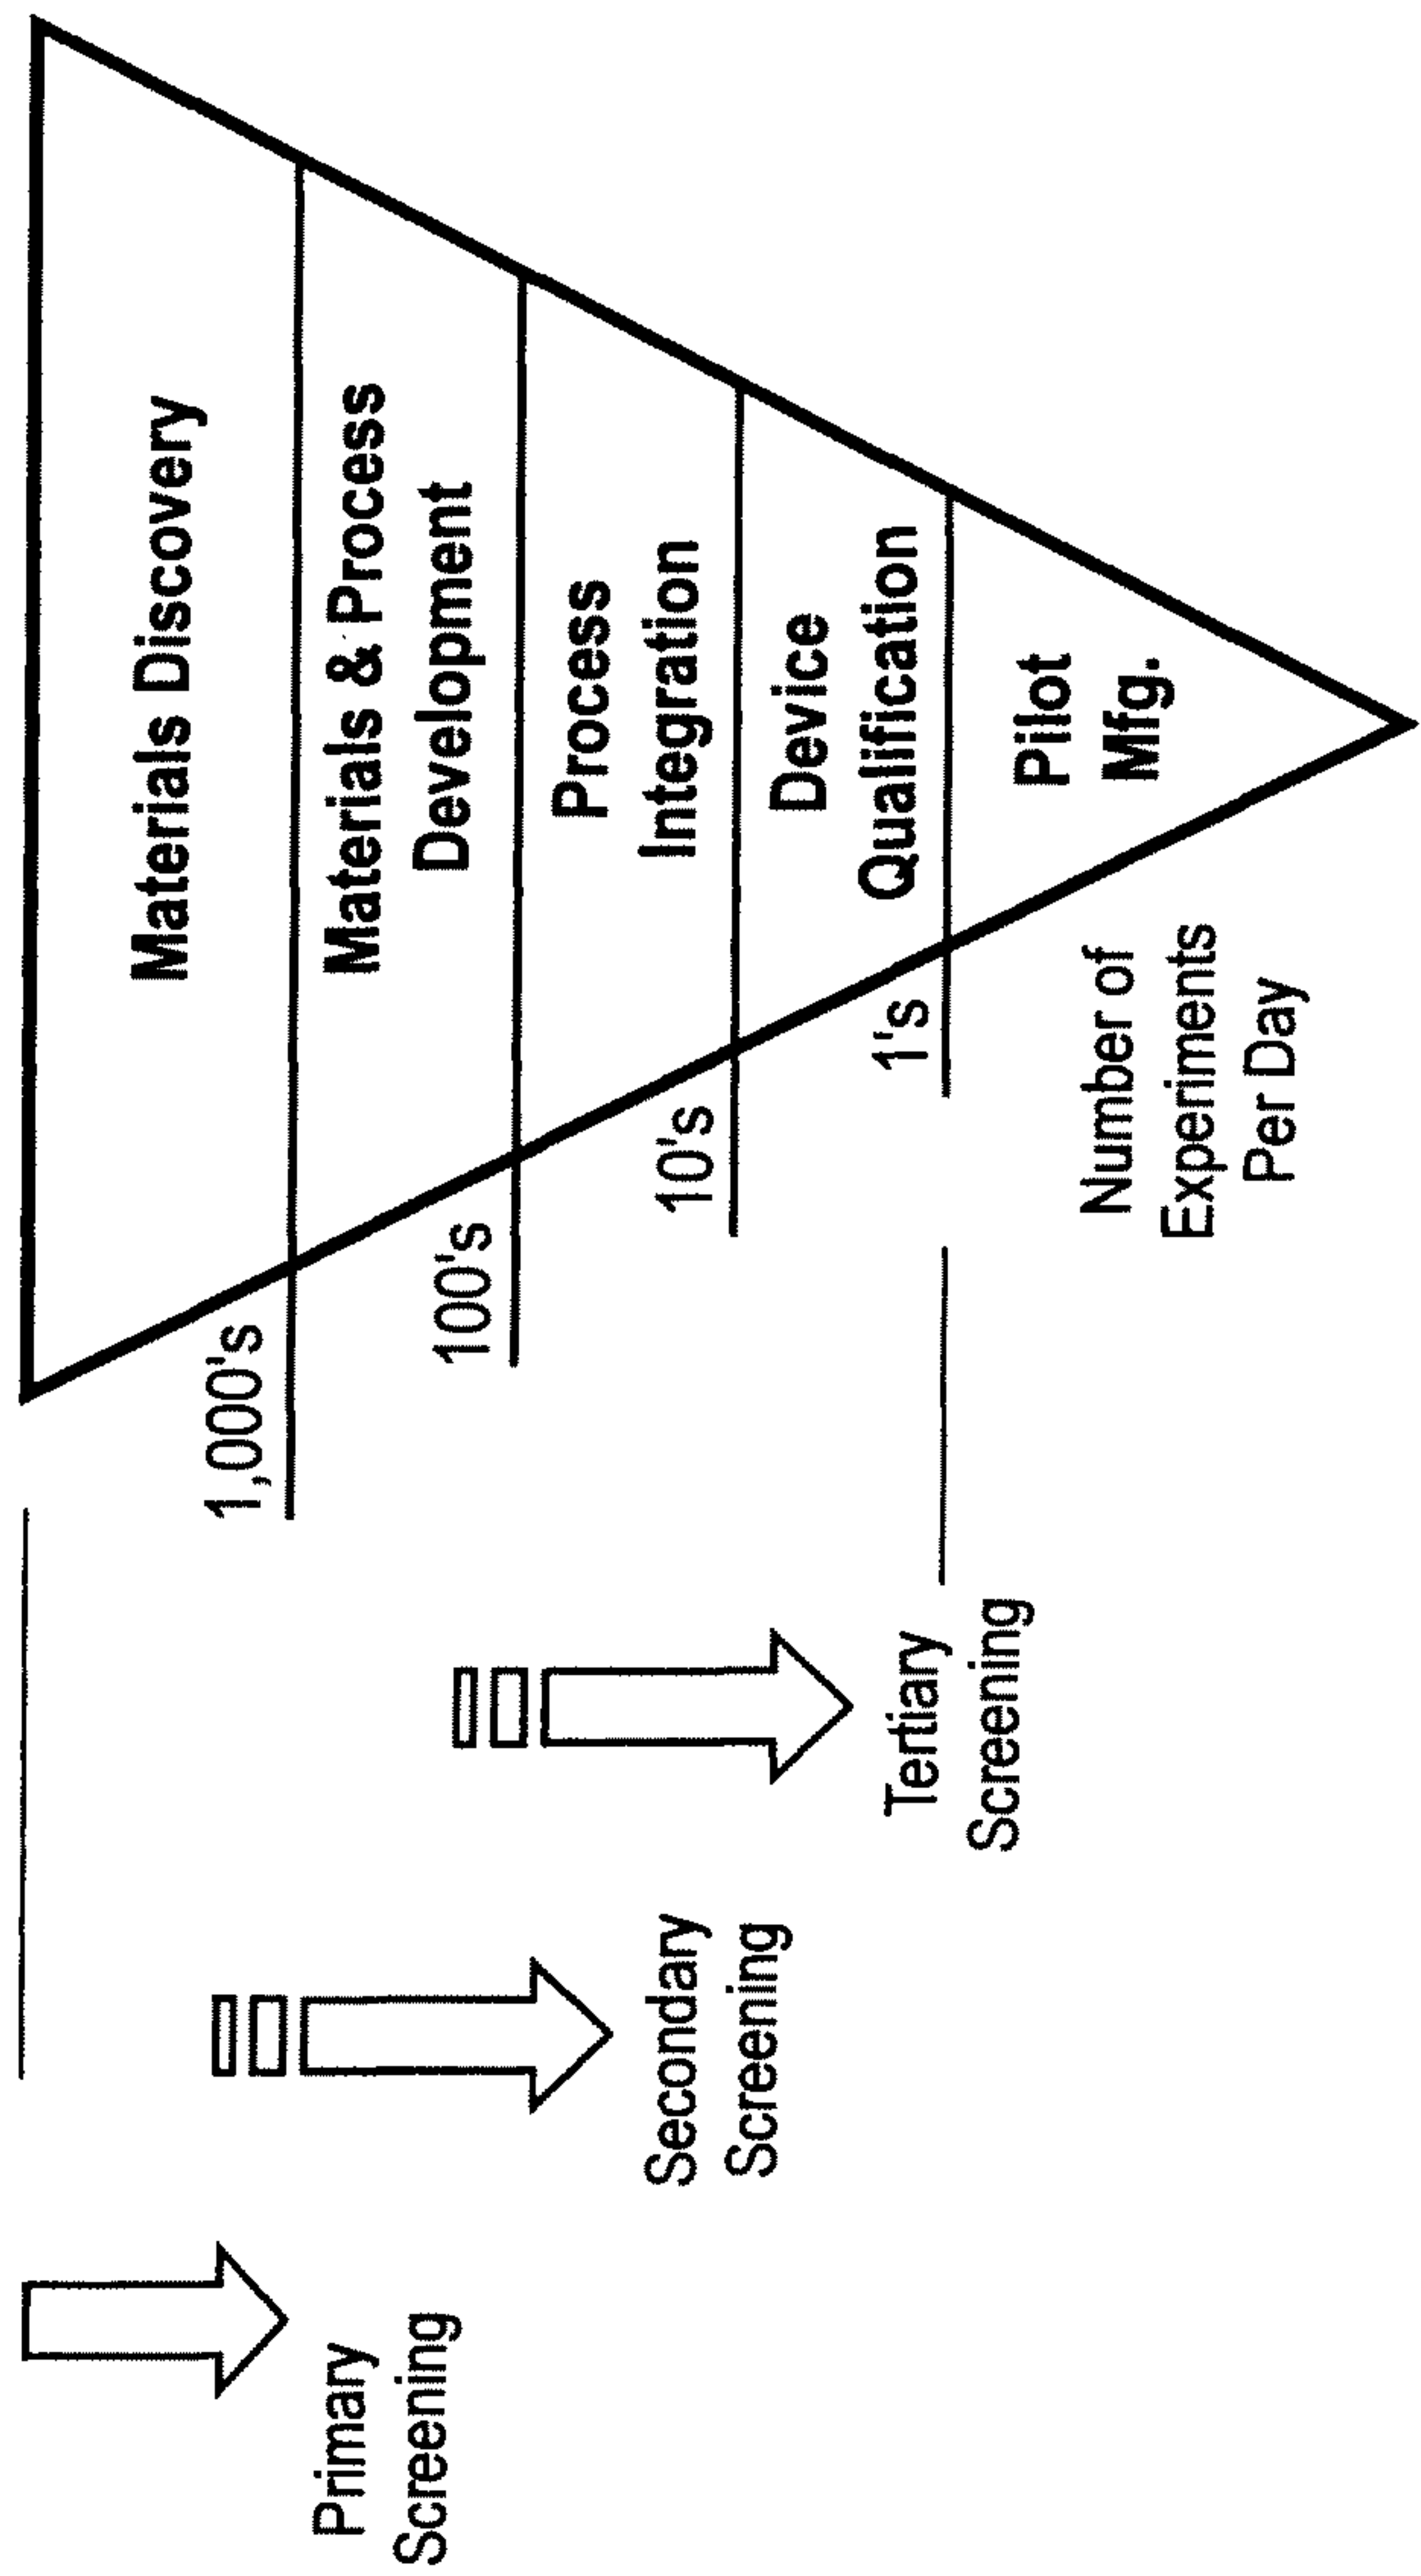 Primary
Screening
Secondary
Screening
Tertiary
Screening
1,000's
100's
10's
1's
Number of
Experiments
Per Day
Materials Discovery
Materials & Process
Development
Process
Integration
Device
Qualification
Pilot
Mfg.